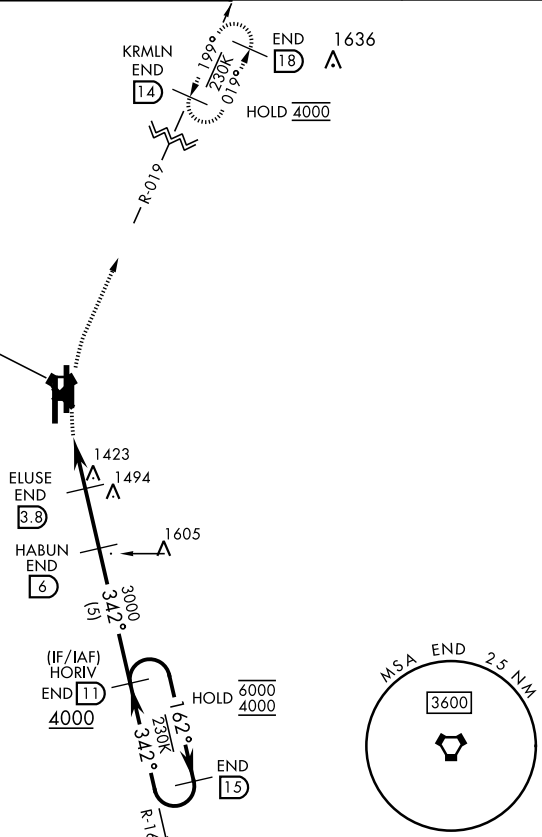 KRMLN
END
14
199°
230K
019°
END
18
1636
HOLD 4000
R-019
1423
1494
ELUSE
END
3.8
HABUN
END
6
1605
3000
342°
(5)
(IF/IAF)
HORIV
END 11
4000
HOLD 6000
4000
162°
230K
342°
END
15
MSA END 25 NM
3600